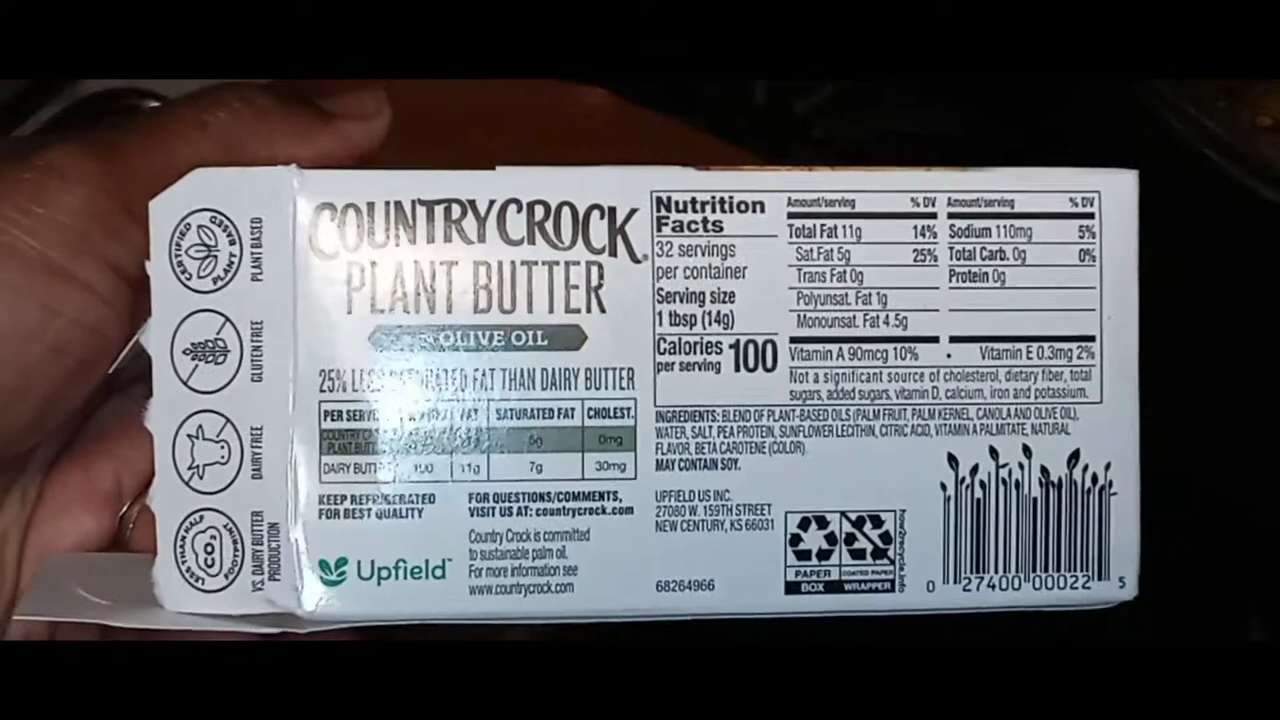 CERTIFIED PLANT BASED
PLANT BASED
GLUTEN FREE
DAIRY FREE
LESS THAN HALF CO2 FOOTPRINT
VS. DAIRY BUTTER PRODUCTION
COUNTRY CROCK®
PLANT BUTTER
OLIVE OIL
25% LESS SATURATED FAT THAN DAIRY BUTTER
PER SERVING FAT SATURATED FAT CHOLEST.
COUNTRY CROCK
PLANT BUTTER 5g 0mg
DAIRY BUTTER 100 11g 7g 30mg
KEEP REFRIGERATED
FOR BEST QUALITY
FOR QUESTIONS/COMMENTS,
VISIT US AT: countrycrock.com
Country Crock is committed
to sustainable palm oil.
For more information see
www.countrycrock.com
Upfield™
Nutrition
Facts
32 servings
per container
Serving size
1 tbsp (14g)
Calories
per serving 100
Amount/serving % DV
Total Fat 11g 14%
Sat.Fat 5g 25%
Trans Fat 0g
Polyunsat. Fat 1g
Monounsat. Fat 4.5g
Amount/serving % DV
Sodium 110mg 5%
Total Carb. 0g 0%
Protein 0g
Vitamin A 90mcg 10% • Vitamin E 0.3mg 2%
Not a significant source of cholesterol, dietary fiber, total
sugars, added sugars, vitamin D, calcium, iron and potassium.
INGREDIENTS: BLEND OF PLANT-BASED OILS (PALM FRUIT, PALM KERNEL, CANOLA AND OLIVE OIL),
WATER, SALT, PEA PROTEIN, SUNFLOWER LECITHIN, CITRIC ACID, VITAMIN A PALMITATE, NATURAL
FLAVOR, BETA CAROTENE (COLOR).
MAY CONTAIN SOY.
UPFIELD US INC.
27080 W. 159TH STREET
NEW CENTURY, KS 66031
68264966
PAPER
BOX
COATED PAPER
WRAPPER
how2recycle.info
0 27400 00022 5